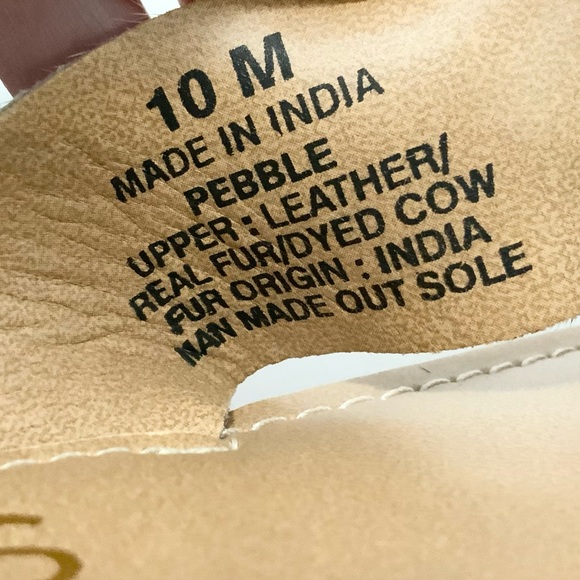 10 M
MADE IN INDIA
PEBBLE
UPPER : LEATHER/
REAL FUR/DYED COW
FUR ORIGIN : INDIA
MAN MADE OUT SOLE